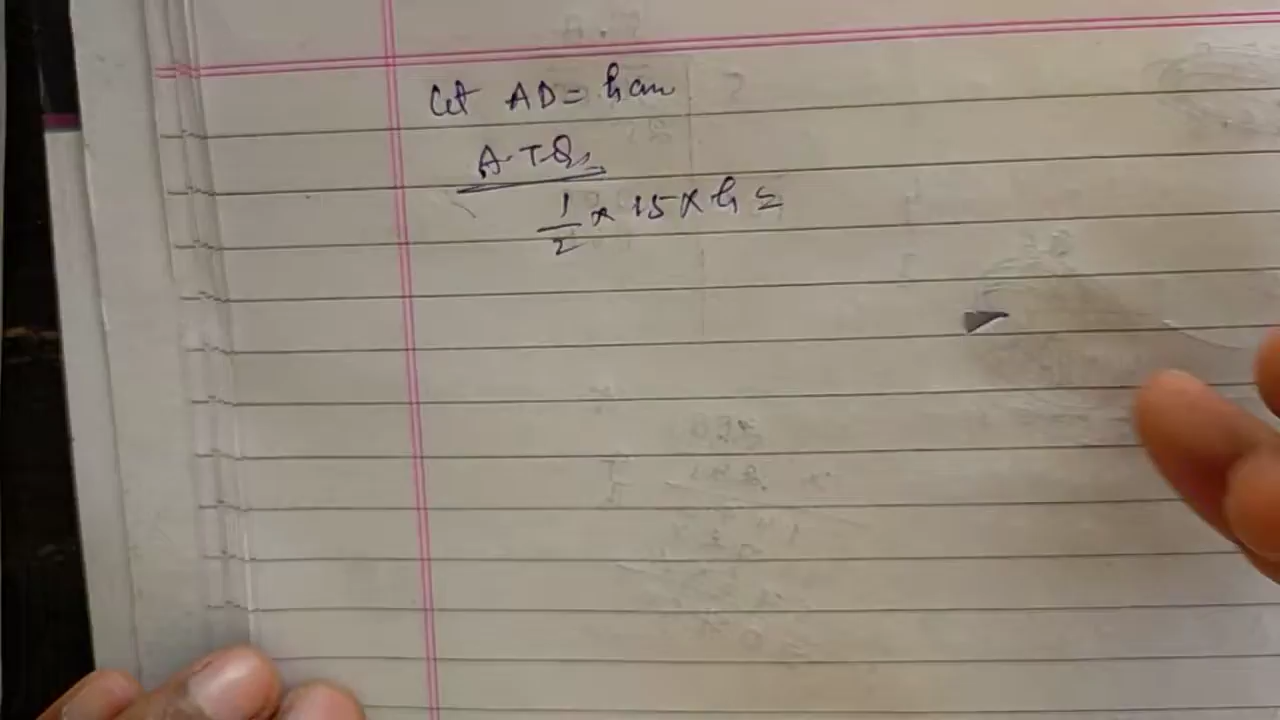 Let AD = h cm
A.T.Q,
1/2 × 15 × h =